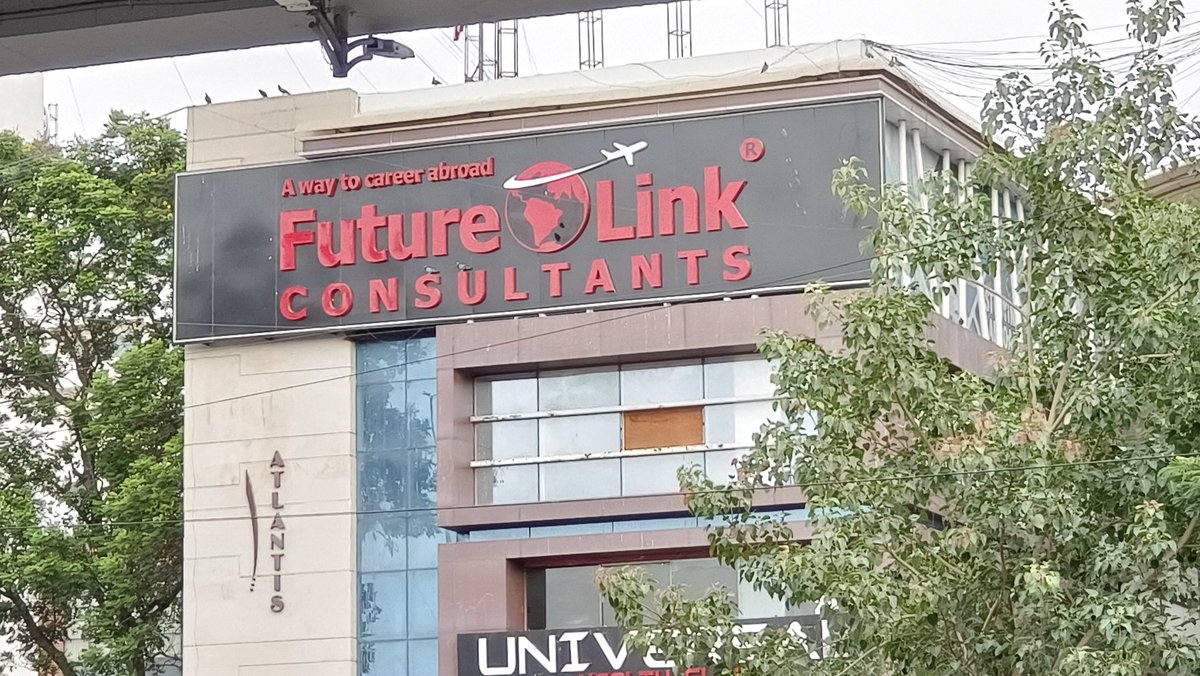 A way to career abroad
Future Link ®
CONSULTANTS
ATLANTIS